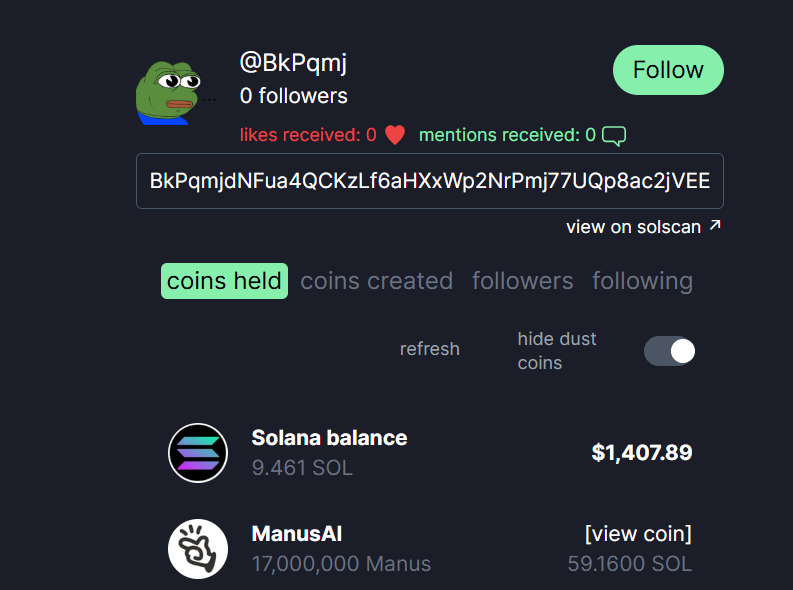 @BkPqmj
Follow
0 followers
likes received: 0 mentions received: 0
BkPqmjdNFua4QCKzLf6aHXxWp2NrPmj77UQp8ac2jVEE
view on solscan
coins held coins created followers following
refresh
hide dust
coins
Solana balance
$1,407.89
9.461 SOL
ManusAI
[view coin]
17,000,000 Manus
59.1600 SOL